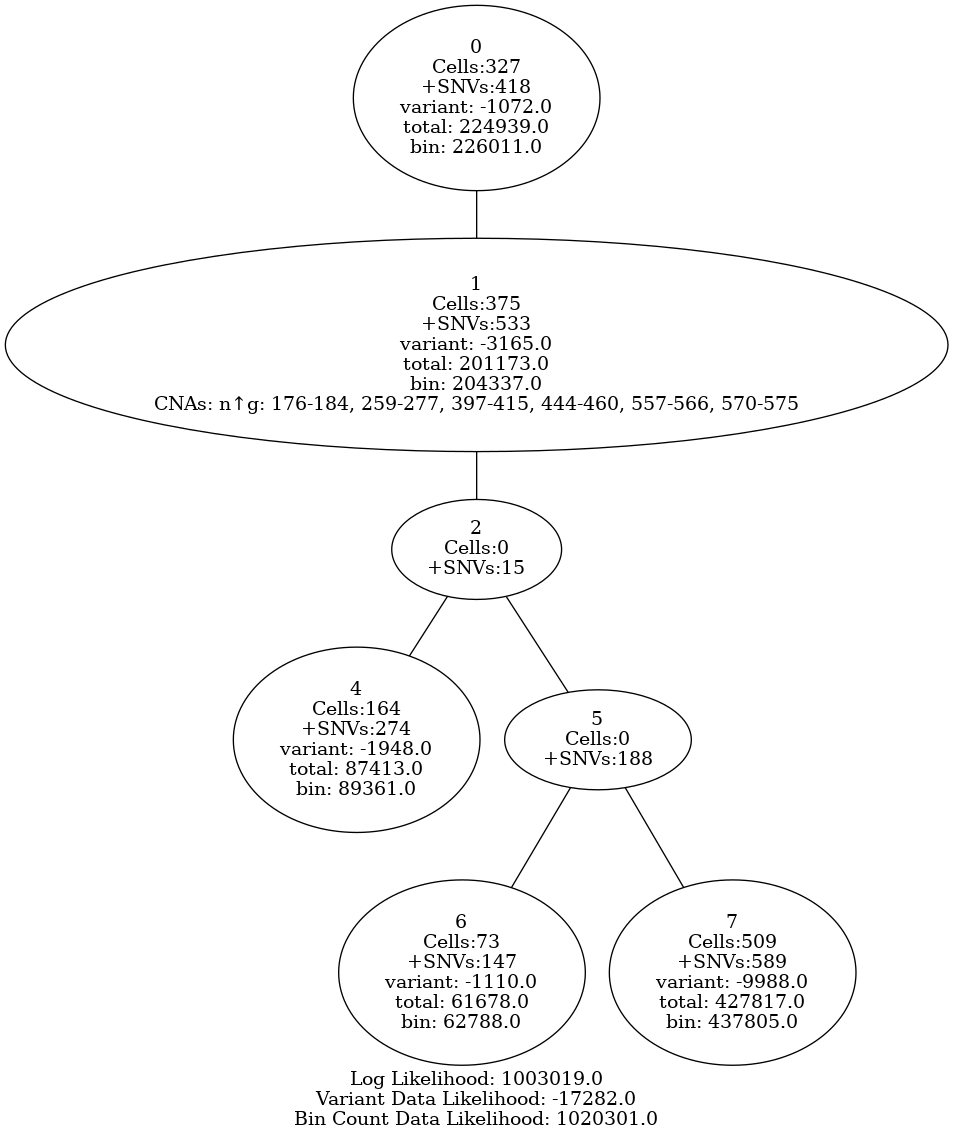 0
Cells:327
+SNVs:418
variant: -1072.0
total: 224939.0
bin: 226011.0
1
Cells:375
+SNVs:533
variant: -3165.0
total: 201173.0
bin: 204337.0
CNAs: n↑g: 176-184, 259-277, 397-415, 444-460, 557-566, 570-575
2
Cells:0
+SNVs:15
4
Cells:164
+SNVs:274
variant: -1948.0
total: 87413.0
bin: 89361.0
5
Cells:0
+SNVs:188
6
Cells:73
+SNVs:147
variant: -1110.0
total: 61678.0
bin: 62788.0
7
Cells:509
+SNVs:589
variant: -9988.0
total: 427817.0
bin: 437805.0
Log Likelihood: 1003019.0
Variant Data Likelihood: -17282.0
Bin Count Data Likelihood: 1020301.0